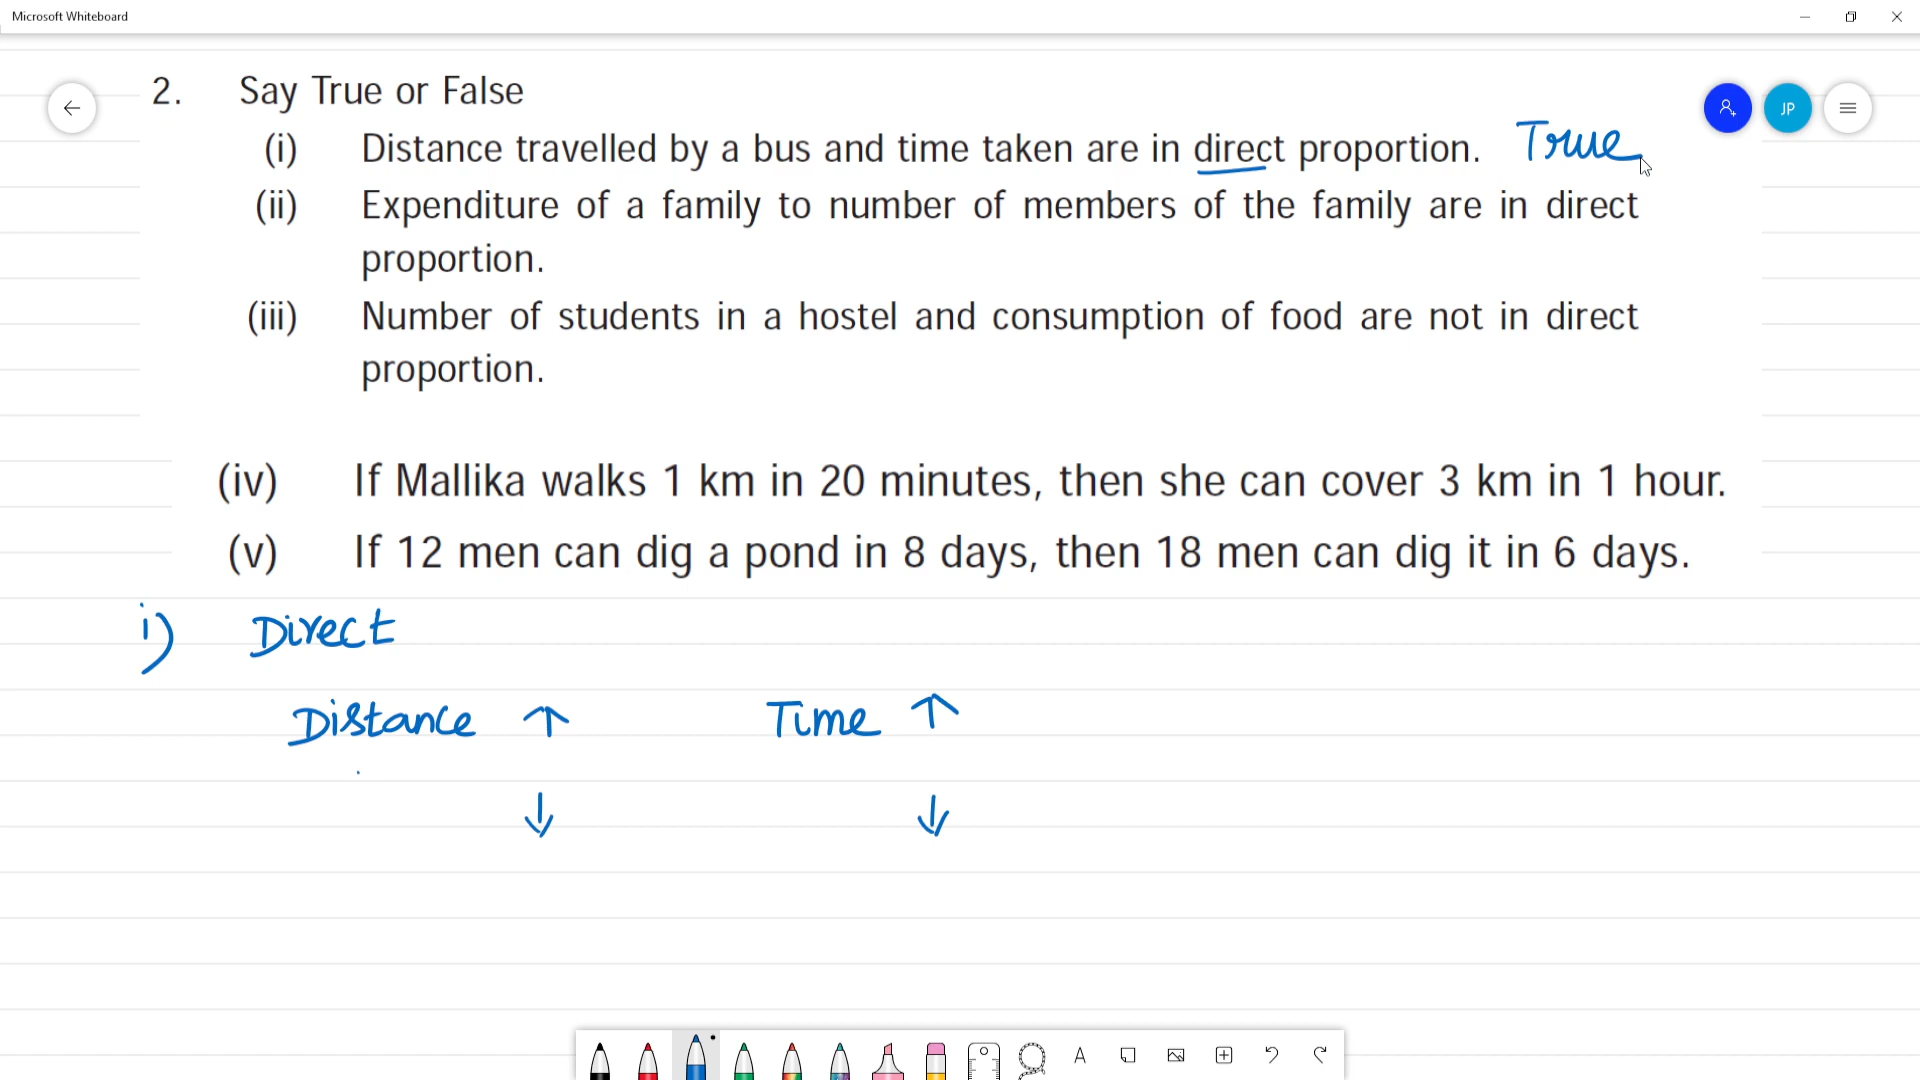 Microsoft Whiteboard
2. Say True or False
(i) Distance travelled by a bus and time taken are in direct proportion. True
(ii) Expenditure of a family to number of members of the family are in direct
proportion.
(iii) Number of students in a hostel and consumption of food are not in direct
proportion.
(iv) If Mallika walks 1 km in 20 minutes, then she can cover 3 km in 1 hour.
(v) If 12 men can dig a pond in 8 days, then 18 men can dig it in 6 days.
i) Direct
Distance ↑ Time ↑
↓ ↓
JP
A